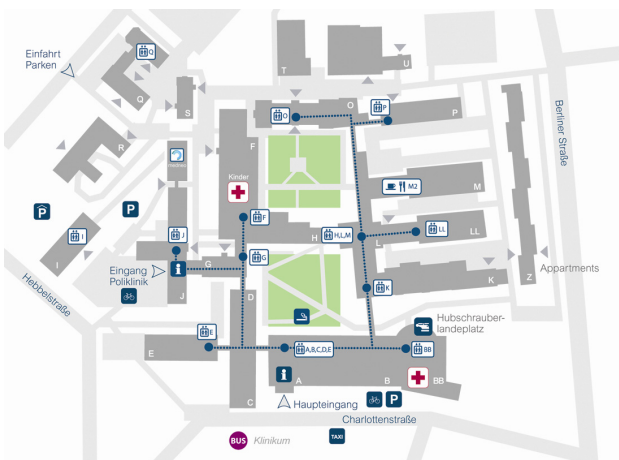 Einfahrt
Parken
Q
Q
S
T
U
O
O
P
P
R
F
Kinder
M2
M
P
P
I
I
J
F
H
H,L,M
L
LL
LL
Berliner Straße
Eingang
Poliklinik
i
G
G
J
K
K
Z
Appartments
Hebbelstraße
D
Hubschrauber-
landeplatz
E
E
A,B,C,D,E
BB
i
A
B
BB
C
Haupteingang
P
Charlottenstraße
BUS
Klinikum
TAXI